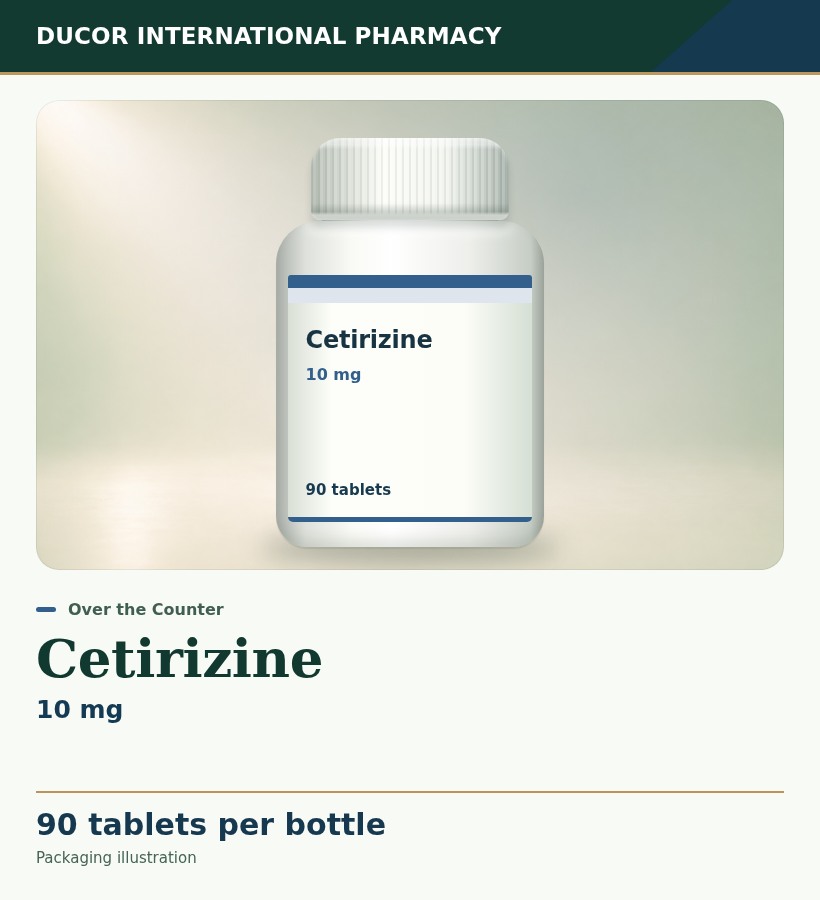 DUCOR INTERNATIONAL PHARMACY
Cetirizine
10 mg
90 tablets
Over the Counter
Cetirizine
10 mg
90 tablets per bottle
Packaging illustration